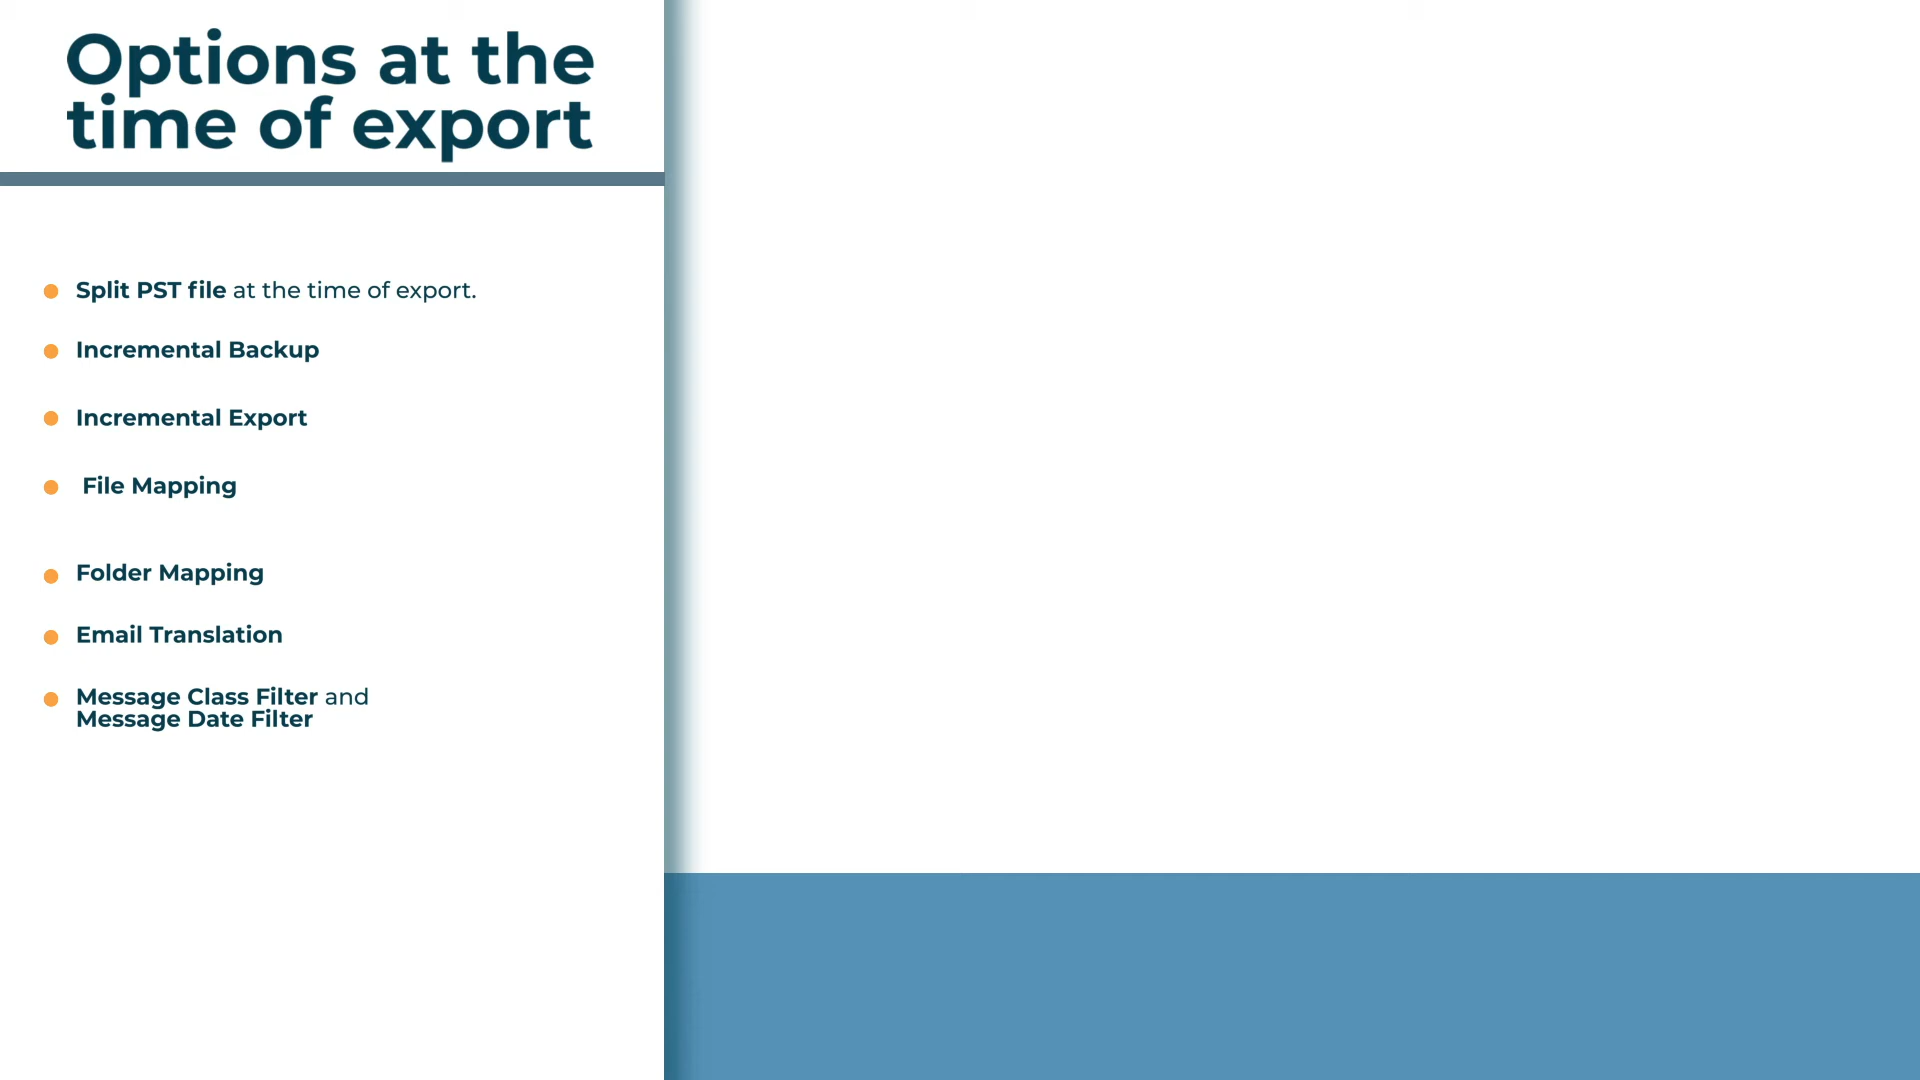 Options at the
time of export
Split PST file at the time of export.
Incremental Backup
Incremental Export
File Mapping
Folder Mapping
Email Translation
Message Class Filter and
Message Date Filter